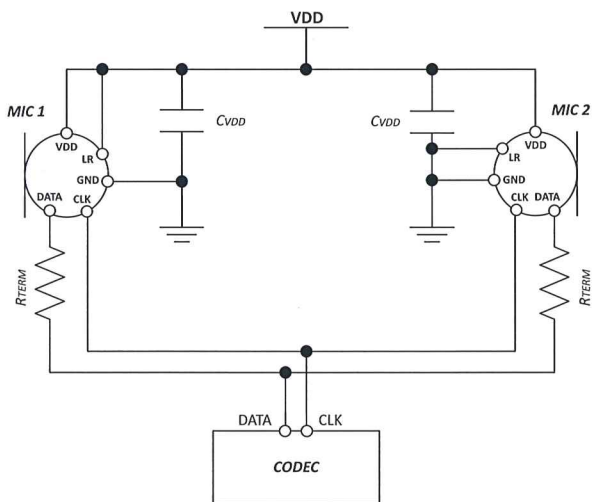 VDD
MIC 1
VDD
LR
GND
DATA
CLK
CVDD
RTERM
CVDD
MIC 2
VDD
LR
GND
CLK
DATA
RTERM
DATA
CLK
CODEC